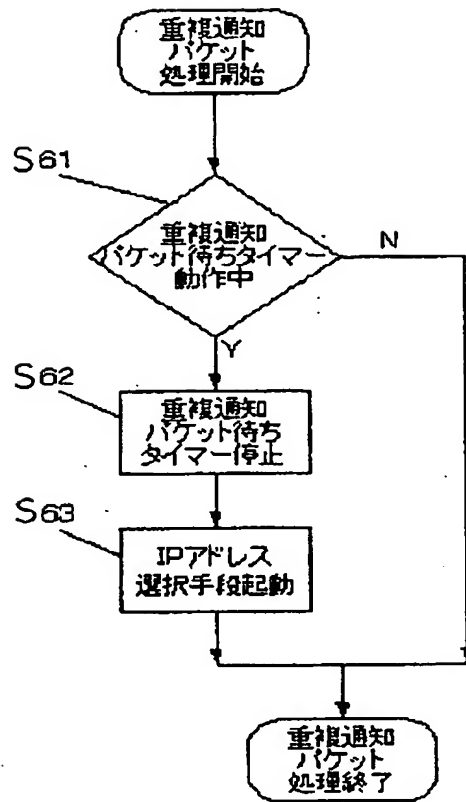 重複通知
パケット
処理開始
S61
重複通知
パケット待ちタイマー
動作中
N
Y
S62
重複通知
パケット待ち
タイマー停止
S63
IPアドレス
選択手段起動
重複通知
パケット
処理終了